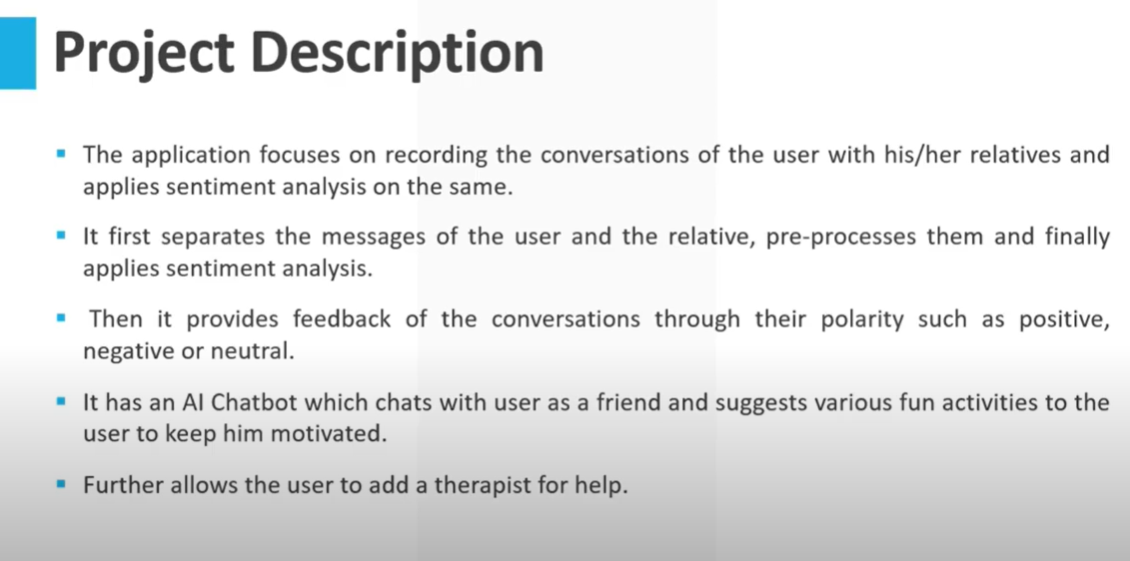 Project Description
▪ The application focuses on recording the conversations of the user with his/her relatives and
applies sentiment analysis on the same.
▪ It first separates the messages of the user and the relative, pre-processes them and finally
applies sentiment analysis.
▪ Then it provides feedback of the conversations through their polarity such as positive,
negative or neutral.
▪ It has an AI Chatbot which chats with user as a friend and suggests various fun activities to the
user to keep him motivated.
▪ Further allows the user to add a therapist for help.